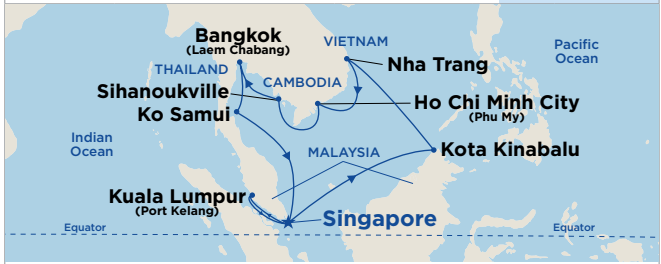 Bangkok
(Laem Chabang)
VIETNAM
Pacific
Ocean
THAILAND
CAMBODIA
Nha Trang
Sihanoukville
Ho Chi Minh City
(Phu My)
Ko Samui
Indian
Ocean
MALAYSIA
Kota Kinabalu
Kuala Lumpur
(Port Kelang)
Singapore
Equator
Equator